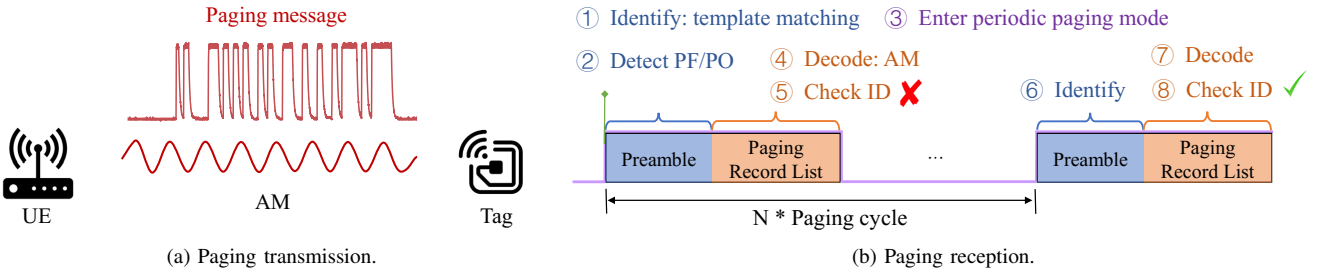 Paging message
UE
AM
Tag
(a) Paging transmission.
① Identify: template matching ③ Enter periodic paging mode
② Detect PF/PO ④ Decode: AM ⑦ Decode
⑤ Check ID ⑥ Identify ⑧ Check ID
Preamble Paging Record List ... Preamble Paging Record List
N * Paging cycle
(b) Paging reception.